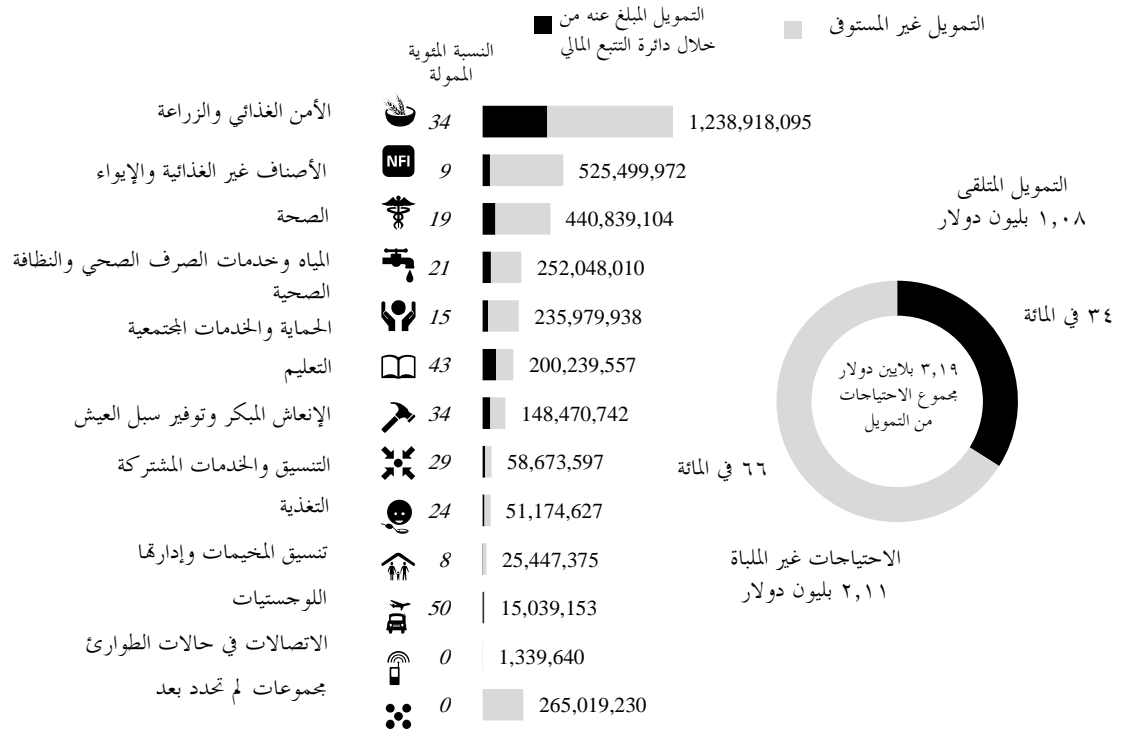 التمويل غير المستوفى
التمويل المبلغ عنه من
خلال دائرة التتبع المالي
النسبة المئوية
الممولة
الأمن الغذائي والزراعة 34 1,238,918,095
NFI
الأصناف غير الغذائية والإيواء 9 525,499,972
الصحة 19 440,839,104
المياه وخدمات الصرف الصحي والنظافة
الصحية
21 252,048,010
الحماية والخدمات المجتمعية 15 235,979,938
التعليم 43 200,239,557
الإنعاش المبكر وتوفير سبل العيش 34 148,470,742
التنسيق والخدمات المشتركة 29 58,673,597
التغذية 24 51,174,627
تنسيق المخيمات وإدارتها 8 25,447,375
اللوجستيات 50 15,039,153
الاتصالات في حالات الطوارئ 0 1,339,640
مجموعات لم تحدد بعد 0 265,019,230
التمويل المتلقى
١,٠٨ بليون دولار
٣٤ في المائة
٣,١٩ بلايين دولار
مجموع الاحتياجات
من التمويل
٦٦ في المائة
الاحتياجات غير الملباة
٢,١١ بليون دولار